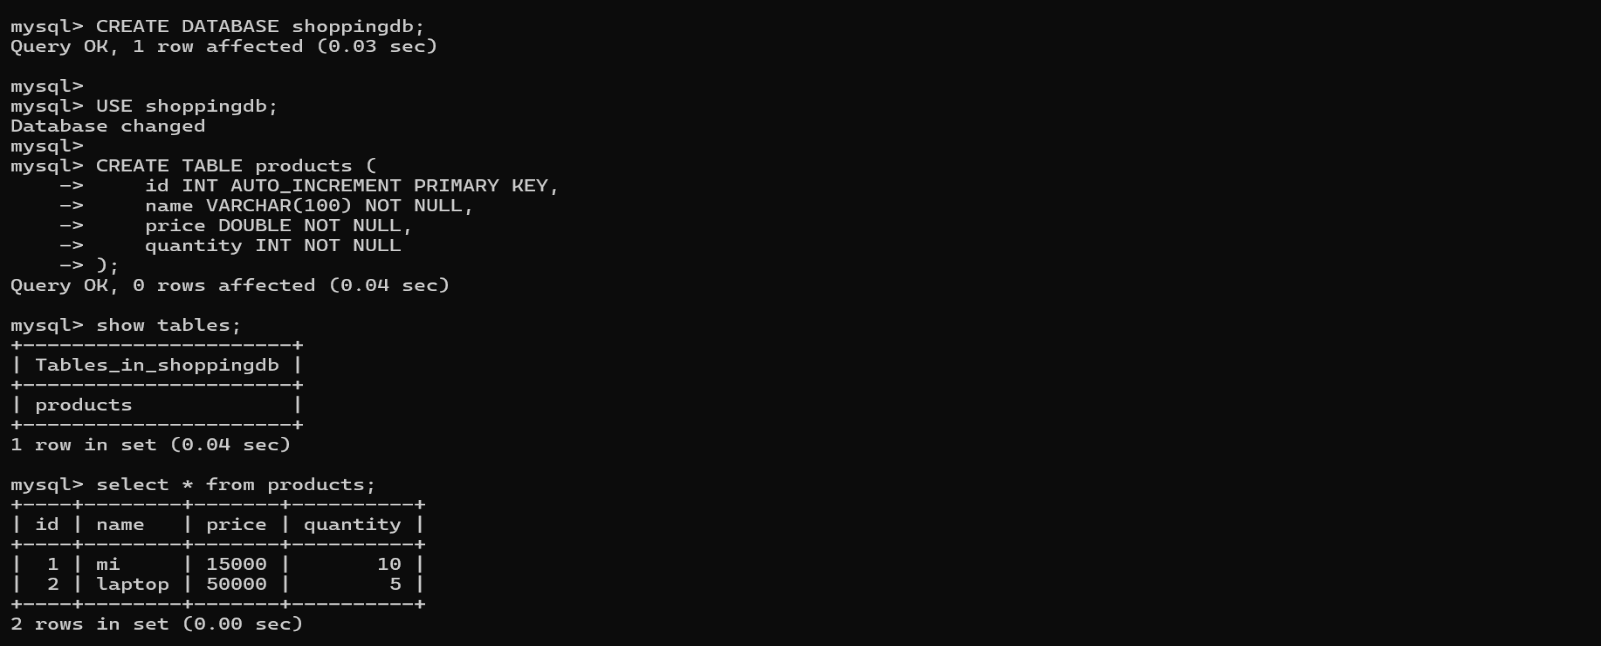 mysql> CREATE DATABASE shoppingdb;
Query OK, 1 row affected (0.03 sec)
mysql>
mysql> USE shoppingdb;
Database changed
mysql>
mysql> CREATE TABLE products (
    ->     id INT AUTO_INCREMENT PRIMARY KEY,
    ->     name VARCHAR(100) NOT NULL,
    ->     price DOUBLE NOT NULL,
    ->     quantity INT NOT NULL
    -> );
Query OK, 0 rows affected (0.04 sec)
mysql> show tables;
+----------------------+
| Tables_in_shoppingdb |
+----------------------+
| products             |
+----------------------+
1 row in set (0.04 sec)
mysql> select * from products;
+----+--------+-------+----------+
| id | name   | price | quantity |
+----+--------+-------+----------+
|  1 | mi     | 15000 |       10 |
|  2 | laptop | 50000 |        5 |
+----+--------+-------+----------+
2 rows in set (0.00 sec)